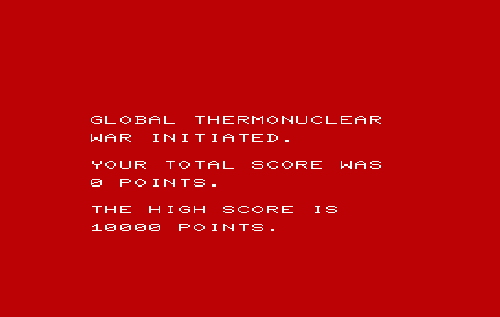 GLOBAL THERMONUCLEAR
WAR INITIATED.
YOUR TOTAL SCORE WAS
0 POINTS.
THE HIGH SCORE IS
10000 POINTS.